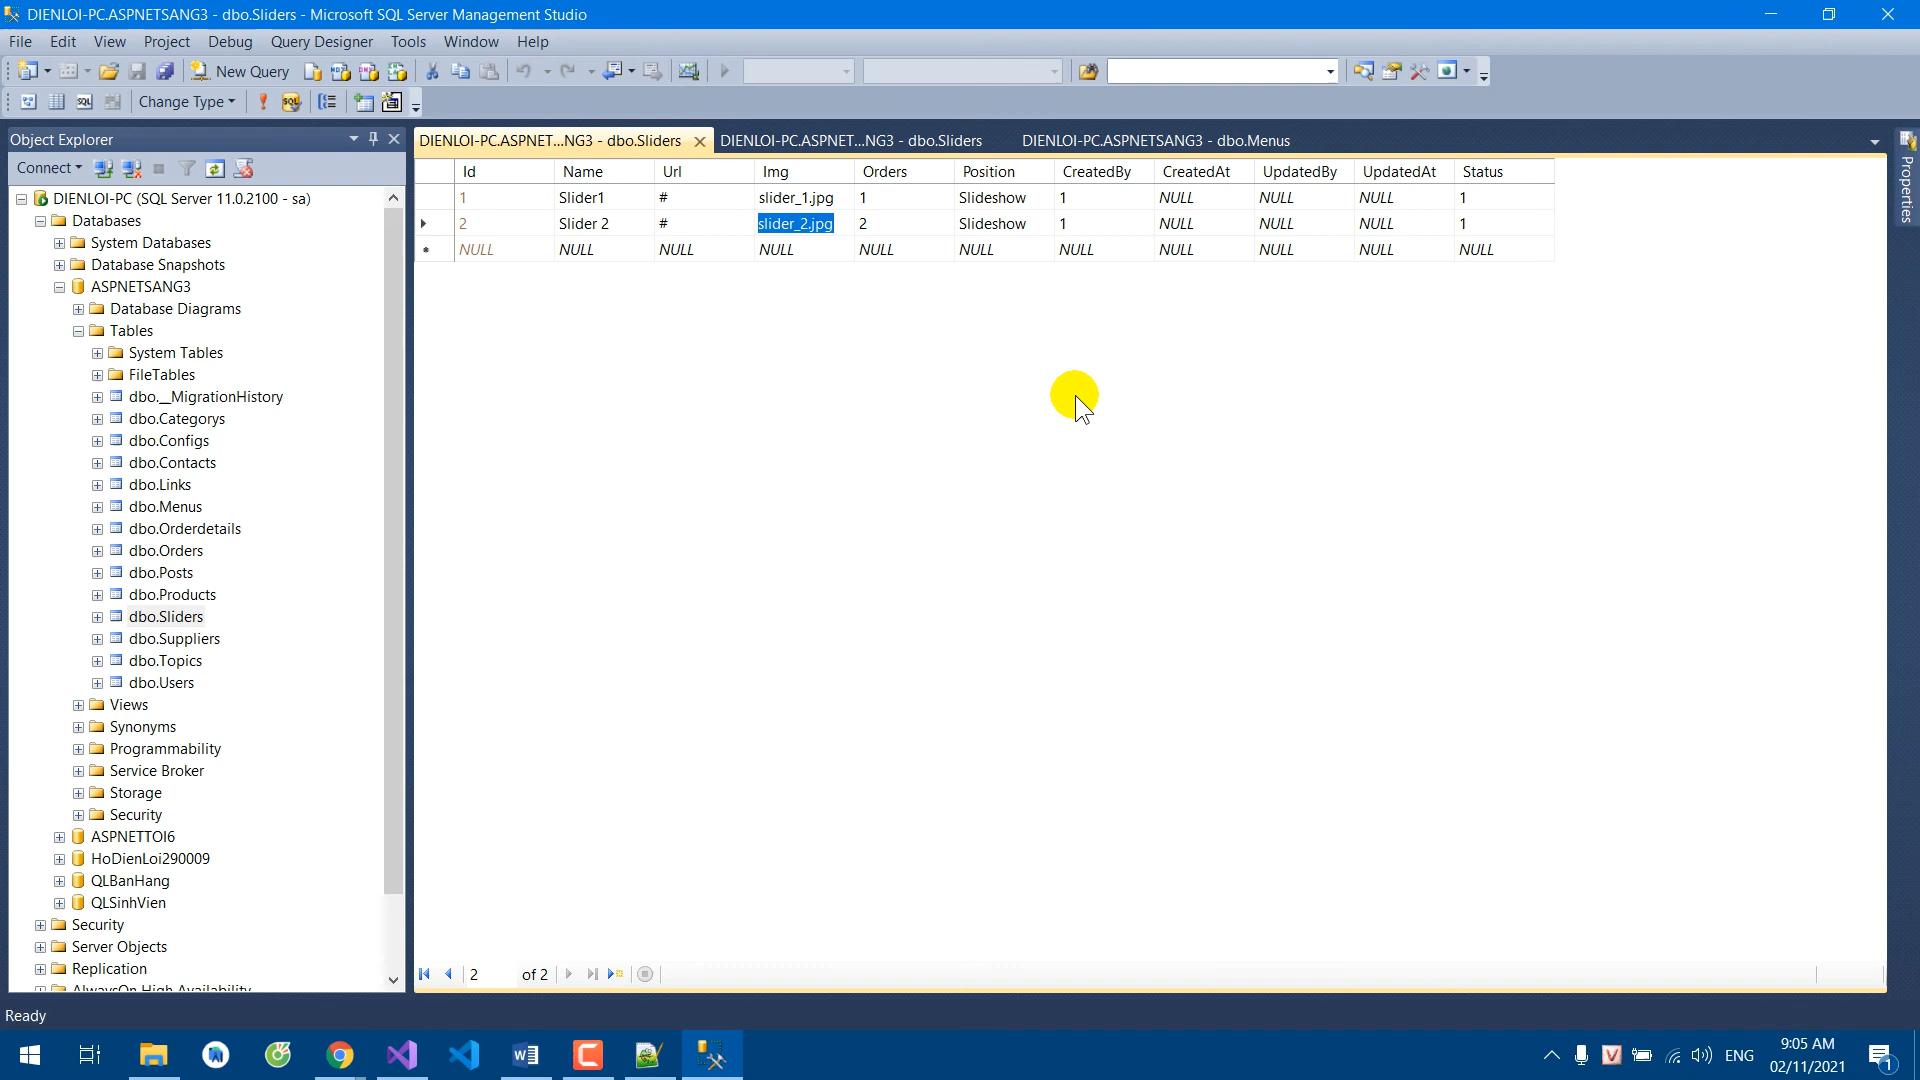 DIENLOI-PC.ASPNETSANG3 - dbo.Sliders - Microsoft SQL Server Management Studio
File Edit View Project Debug Query Designer Tools Window Help
New Query
Change Type
Object Explorer
Connect
DIENLOI-PC (SQL Server 11.0.2100 - sa)
Databases
System Databases
Database Snapshots
ASPNETSANG3
Database Diagrams
Tables
System Tables
FileTables
dbo.__MigrationHistory
dbo.Categorys
dbo.Configs
dbo.Contacts
dbo.Links
dbo.Menus
dbo.Orderdetails
dbo.Orders
dbo.Posts
dbo.Products
dbo.Sliders
dbo.Suppliers
dbo.Topics
dbo.Users
Views
Synonyms
Programmability
Service Broker
Storage
Security
ASPNETTOI6
HoDienLoi290009
QLBanHang
QLSinhVien
Security
Server Objects
Replication
AlwaysOn High Availability
DIENLOI-PC.ASPNET...NG3 - dbo.Sliders DIENLOI-PC.ASPNET...NG3 - dbo.Sliders DIENLOI-PC.ASPNETSANG3 - dbo.Menus
Id Name Url Img Orders Position CreatedBy CreatedAt UpdatedBy UpdatedAt Status
1 Slider1 # slider_1.jpg 1 Slideshow 1 NULL NULL NULL 1
2 Slider 2 # slider_2.jpg 2 Slideshow 1 NULL NULL NULL 1
NULL NULL NULL NULL NULL NULL NULL NULL NULL NULL NULL
2 of 2
Properties
Ready
ENG
9:05 AM
02/11/2021
1